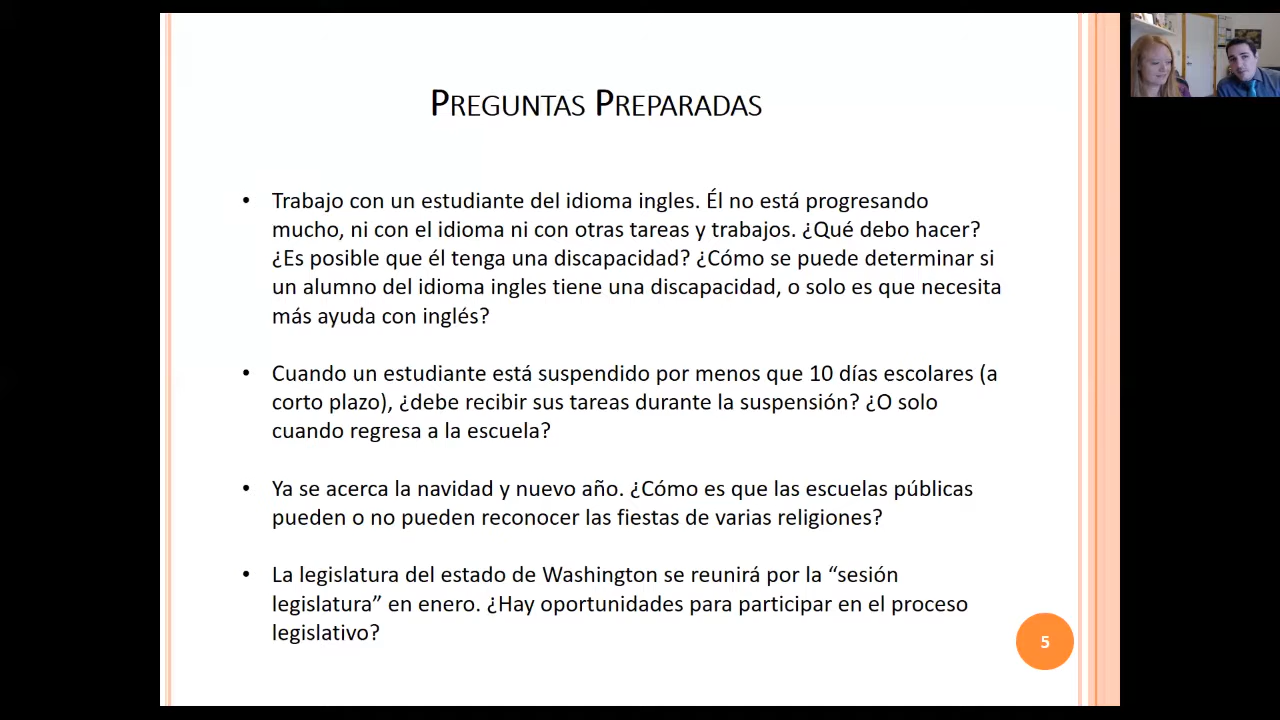 Preguntas Preparadas
• Trabajo con un estudiante del idioma ingles. Él no está progresando
mucho, ni con el idioma ni con otras tareas y trabajos. ¿Qué debo hacer?
¿Es posible que él tenga una discapacidad? ¿Cómo se puede determinar si
un alumno del idioma ingles tiene una discapacidad, o solo es que necesita
más ayuda con inglés?
• Cuando un estudiante está suspendido por menos que 10 días escolares (a
corto plazo), ¿debe recibir sus tareas durante la suspensión? ¿O solo
cuando regresa a la escuela?
• Ya se acerca la navidad y nuevo año. ¿Cómo es que las escuelas públicas
pueden o no pueden reconocer las fiestas de varias religiones?
• La legislatura del estado de Washington se reunirá por la “sesión
legislatura” en enero. ¿Hay oportunidades para participar en el proceso
legislativo?
5